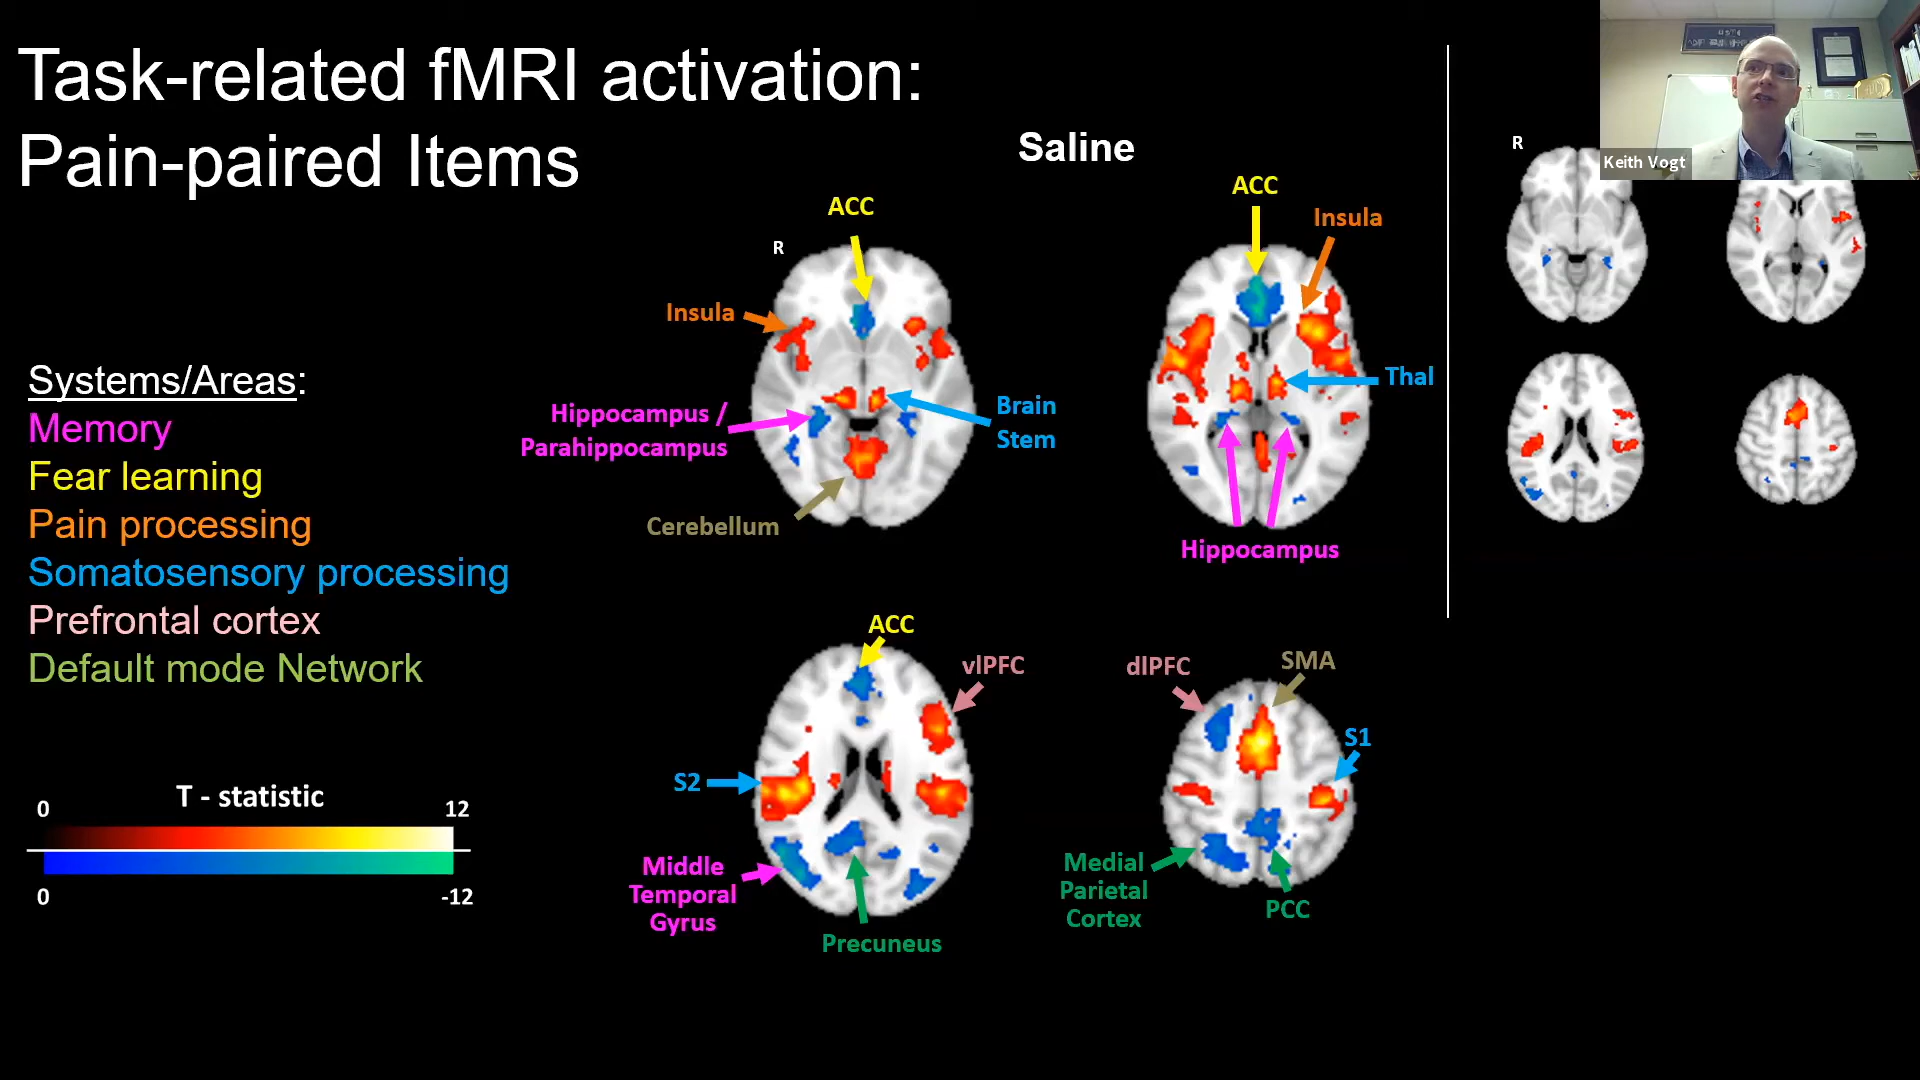 Task-related fMRI activation:
Pain-paired Items
Saline
Keith Vogt
R
ACC
R
Insula
Hippocampus /
Parahippocampus
Brain
Stem
Cerebellum
ACC
Insula
Thal
Hippocampus
Systems/Areas:
Memory
Fear learning
Pain processing
Somatosensory processing
Prefrontal cortex
Default mode Network
T - statistic
0
12
0
-12
ACC
vlPFC
S2
Middle
Temporal
Gyrus
Precuneus
dlPFC
SMA
S1
Medial
Parietal
Cortex
PCC